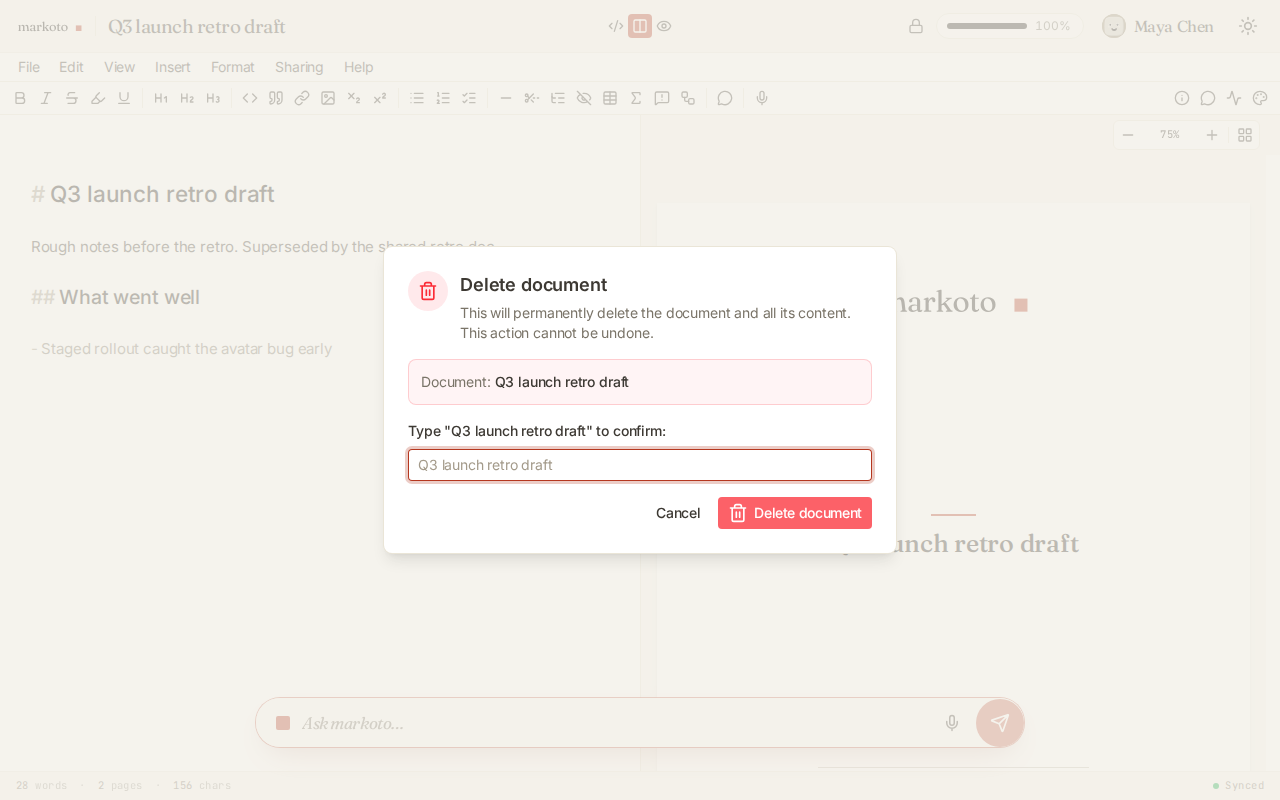 markoto
Q3 launch retro draft
100%
Maya Chen
File Edit View Insert Format Sharing Help
H1 H2 H3
75%
# Q3 launch retro draft
Rough notes before the retro. Superseded by the shared retro doc.
## What went well
- Staged rollout caught the avatar bug early
markoto
unch retro draft
Delete document
This will permanently delete the document and all its content.
This action cannot be undone.
Document: Q3 launch retro draft
Type "Q3 launch retro draft" to confirm:
Q3 launch retro draft
Cancel
Delete document
Ask markoto...
28 words · 2 pages · 156 chars
Synced